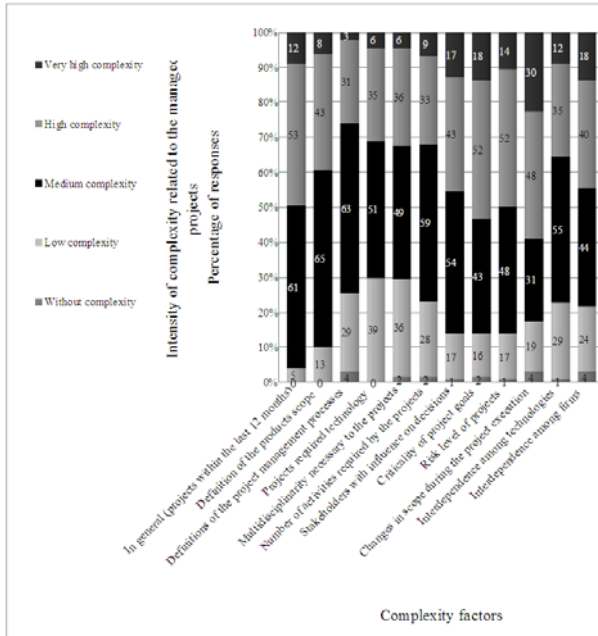 Very high complexity
High complexity
Medium complexity
Low complexity
Without complexity
Intensity of complexity related to the managed
projects
Percentage of responses
100%
90%
80%
70%
60%
50%
40%
30%
20%
10%
0%
12 8 3 6 6 9 17 18 14 30 12 18
53 43 31 35 36 33 43 52 52 48 35 40
61 65 63 51 49 59 54 43 48 31 55 44
5 13 29 39 36 28 17 16 17 19 29 24
0 0 4 0 2 2 1 2 1 4 1 4
In general (projects within the last 12 months)
Definition of the products scope
Definitions of the project management processes
Projects required technology
Multidisciplinarity necessary to the projects
Number of activities required by the projects
Stakeholders with influence on decisions
Criticality of project goals
Risk level of projects
Changes in scope during the project execution
Interdependence among technologies
Interdependence among firms
Complexity factors